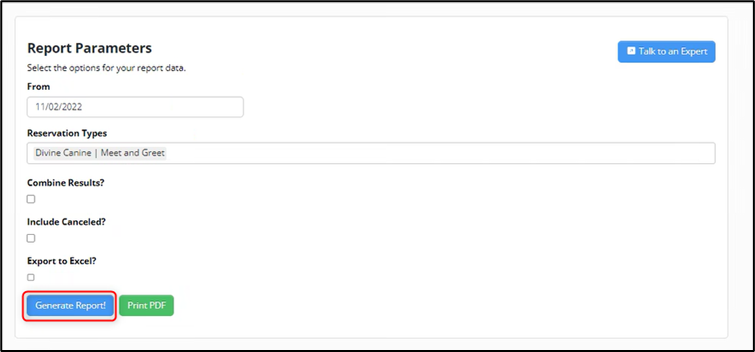 Report Parameters
Talk to an Expert
Select the options for your report data.
From
11/02/2022
Reservation Types
Divine Canine | Meet and Greet
Combine Results?
Include Canceled?
Export to Excel?
Generate Report! Print PDF